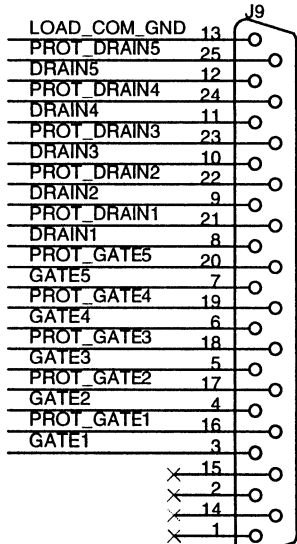 J9
LOAD_COM_GND 13
PROT_DRAIN5 25
DRAIN5 12
PROT_DRAIN4 24
DRAIN4 11
PROT_DRAIN3 23
DRAIN3 10
PROT_DRAIN2 22
DRAIN2 9
PROT_DRAIN1 21
DRAIN1 8
PROT_GATE5 20
GATE5 7
PROT_GATE4 19
GATE4 6
PROT_GATE3 18
GATE3 5
PROT_GATE2 17
GATE2 4
PROT_GATE1 16
GATE1 3
15
2
14
1